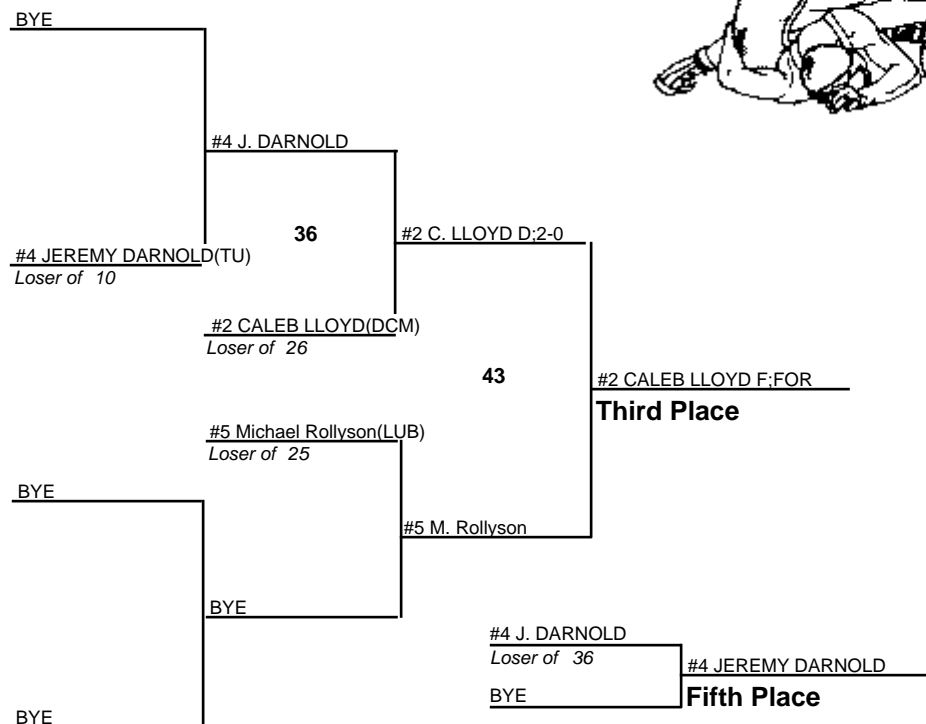 BYE
#4 J. DARNOLD
36
#2 C. LLOYD D;2-0
#4 JEREMY DARNOLD(TU)
Loser of 10
#2 CALEB LLOYD(DCM)
Loser of 26
43
#2 CALEB LLOYD F;FOR
Third Place
#5 Michael Rollyson(LUB)
Loser of 25
BYE
#5 M. Rollyson
BYE
#4 J. DARNOLD
Loser of 36
#4 JEREMY DARNOLD
BYE
Fifth Place
BYE